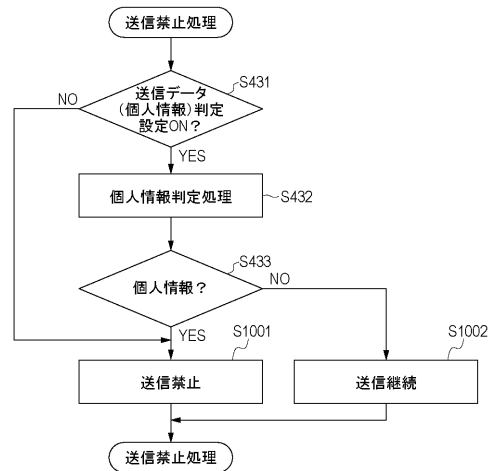 送信禁止処理
S431
送信データ
(個人情報)判定
設定ON？
NO
YES
個人情報判定処理
S432
S433
個人情報？
NO
YES
S1001
送信禁止
S1002
送信継続
送信禁止処理